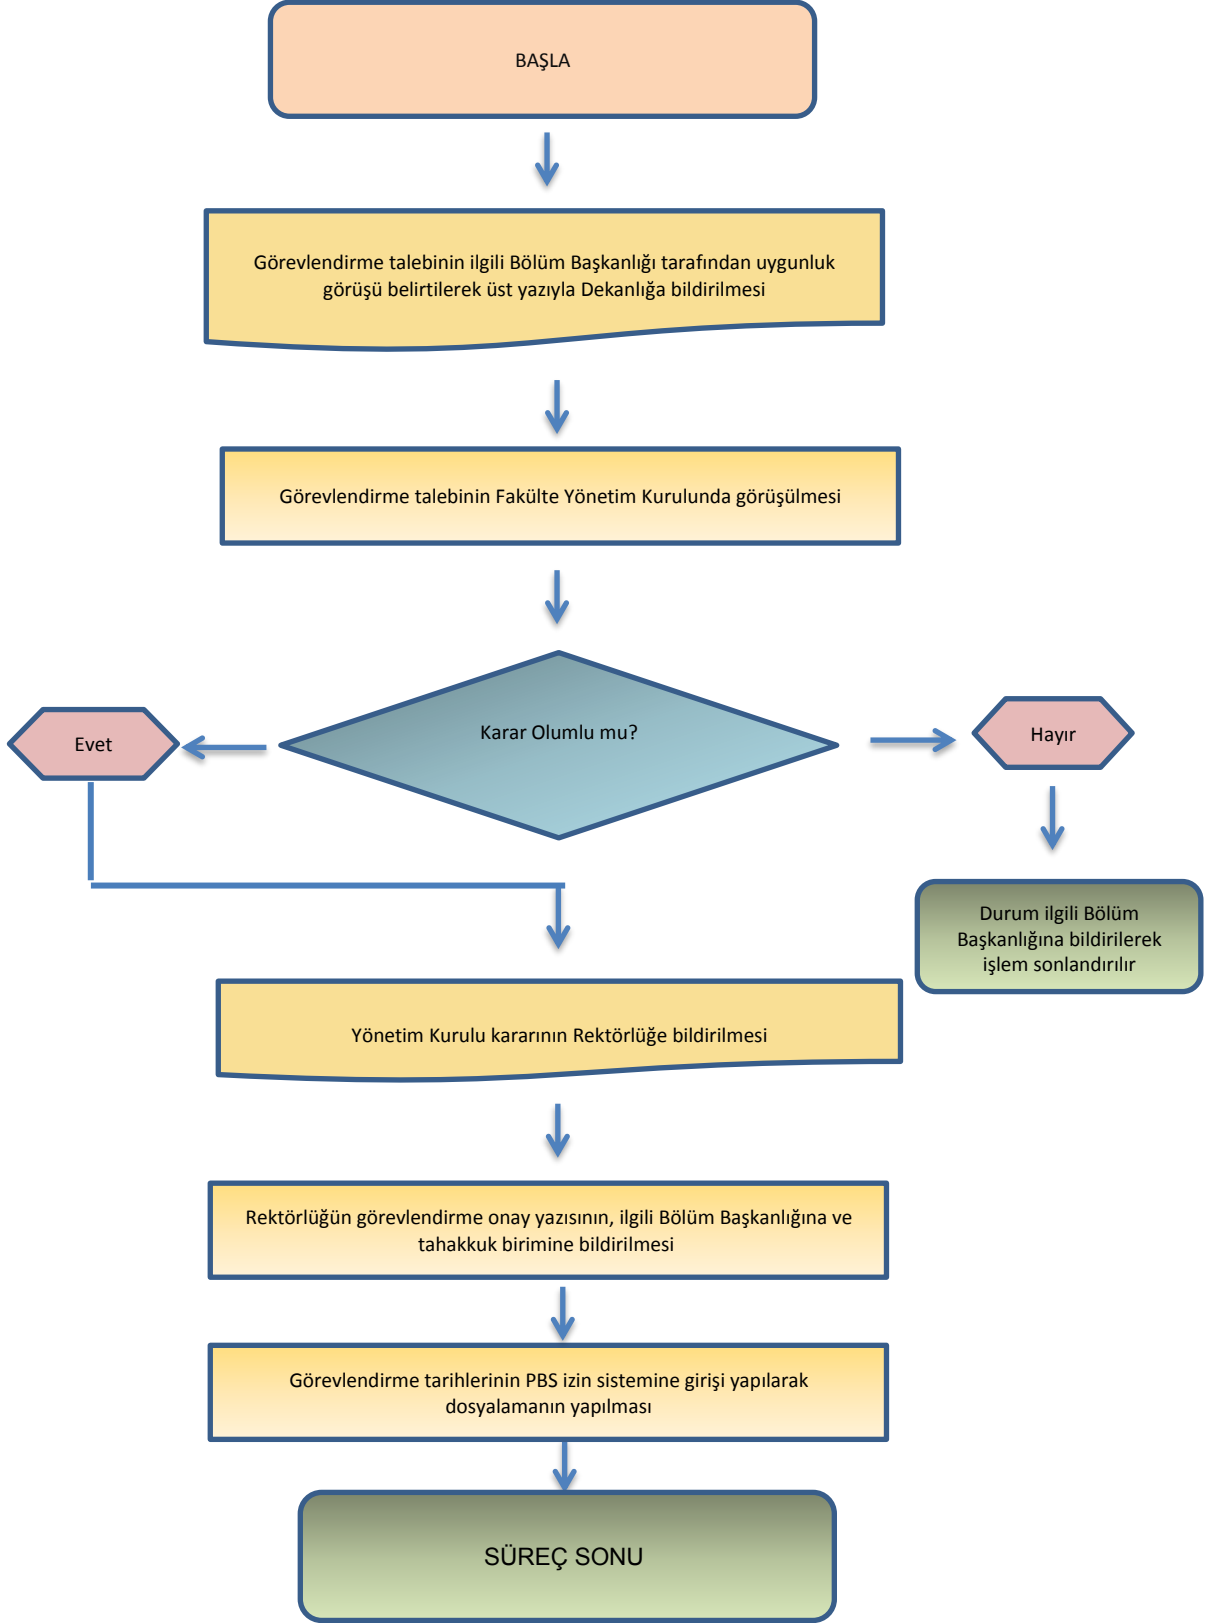 BAŞLA
Görevlendirme talebinin ilgili Bölüm Başkanlığı tarafından uygunluk
görüşü belirtilerek üst yazıyla Dekanlığa bildirilmesi
Görevlendirme talebinin Fakülte Yönetim Kurulunda görüşülmesi
Karar Olumlu mu?
Evet
Hayır
Durum ilgili Bölüm
Başkanlığına bildirilerek
işlem sonlandırılır
Yönetim Kurulu kararının Rektörlüğe bildirilmesi
Rektörlüğün görevlendirme onay yazısının, ilgili Bölüm Başkanlığına ve
tahakkuk birimine bildirilmesi
Görevlendirme tarihlerinin PBS izin sistemine girişi yapılarak
dosyalamanın yapılması
SÜREÇ SONU